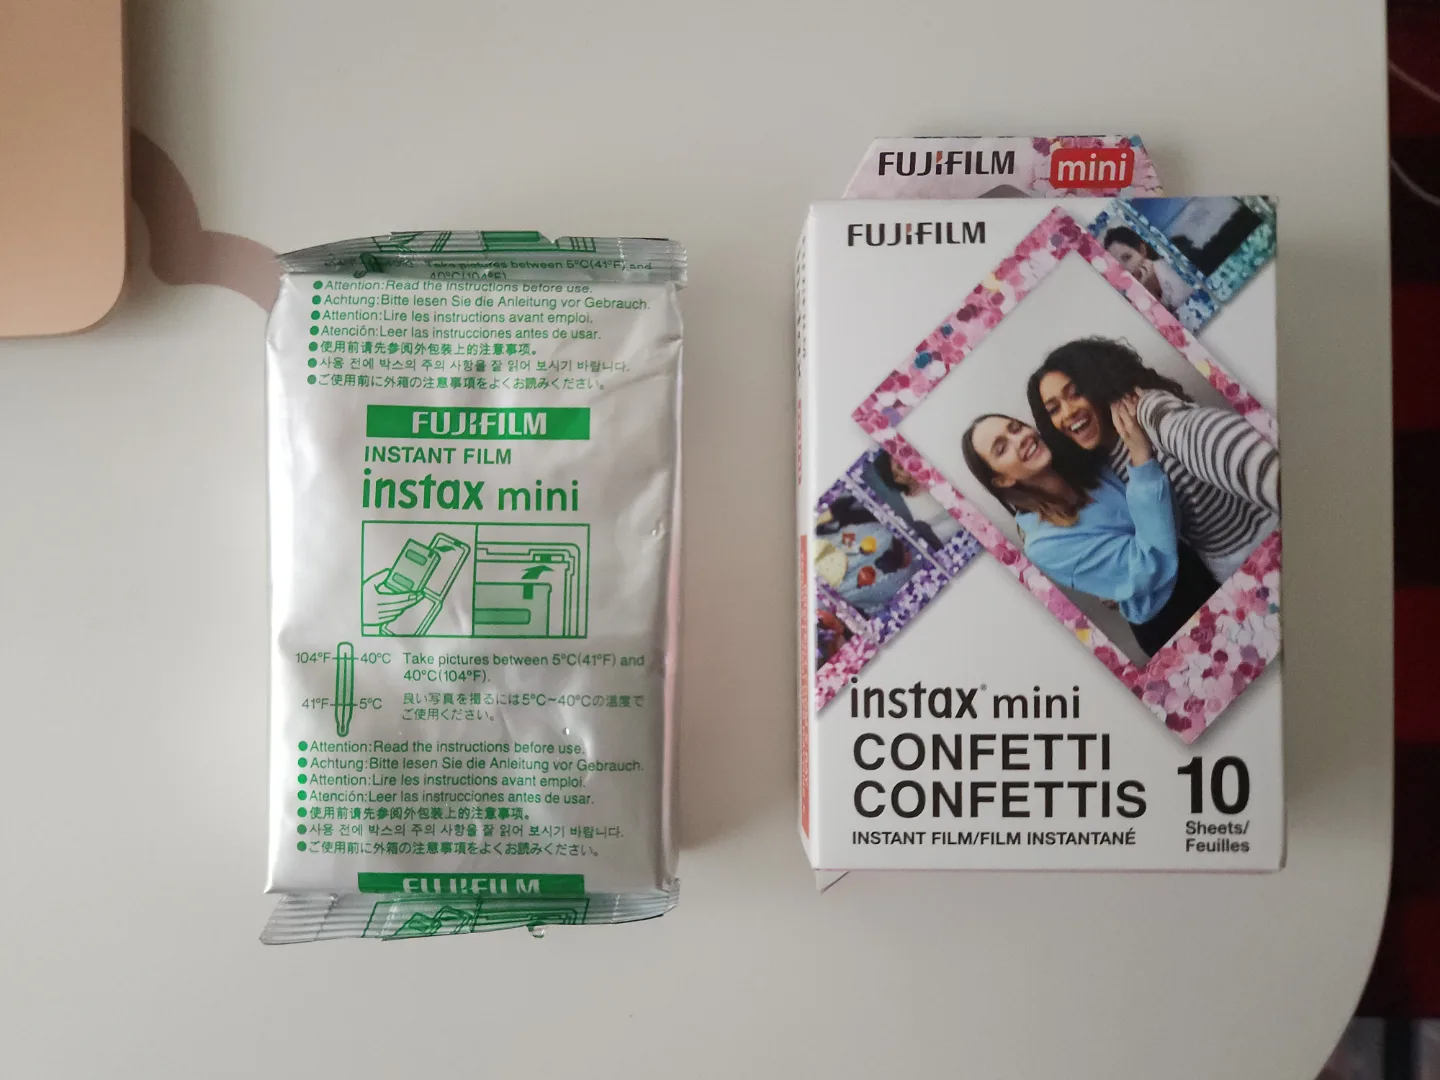 Take pictures between 5°C(41°F) and
40°C(104°F)
●Attention:Read the instructions before use.
●Achtung:Bitte lesen Sie die Anleitung vor Gebrauch.
●Attention:Lire les instructions avant emploi.
●Atención:Leer las instrucciones antes de usar.
●使用前请先参阅外包装上的注意事项。
●사용 전에 박스의 주의 사항을 잘 읽어 보시기 바랍니다.
●ご使用前に外箱の注意事項をよくお読みください。
FUJIFILM
INSTANT FILM
instax mini
104°F 40°C Take pictures between 5°C(41°F) and
40°C(104°F).
41°F 5°C 良い写真を撮るには5°C~40°Cの温度で
ご使用ください。
●Attention:Read the instructions before use.
●Achtung:Bitte lesen Sie die Anleitung vor Gebrauch.
●Attention:Lire les instructions avant emploi.
●Atención:Leer las instrucciones antes de usar.
●使用前请先参阅外包装上的注意事项。
●사용 전에 박스의 주의 사항을 잘 읽어 보시기 바랍니다.
●ご使用前に外箱の注意事項をよくお読みください。
FUJIFILM
FUJIFILM mini
FUJIFILM
instax® mini
CONFETTI
CONFETTIS
INSTANT FILM/FILM INSTANTANÉ
10
Sheets/
Feuilles